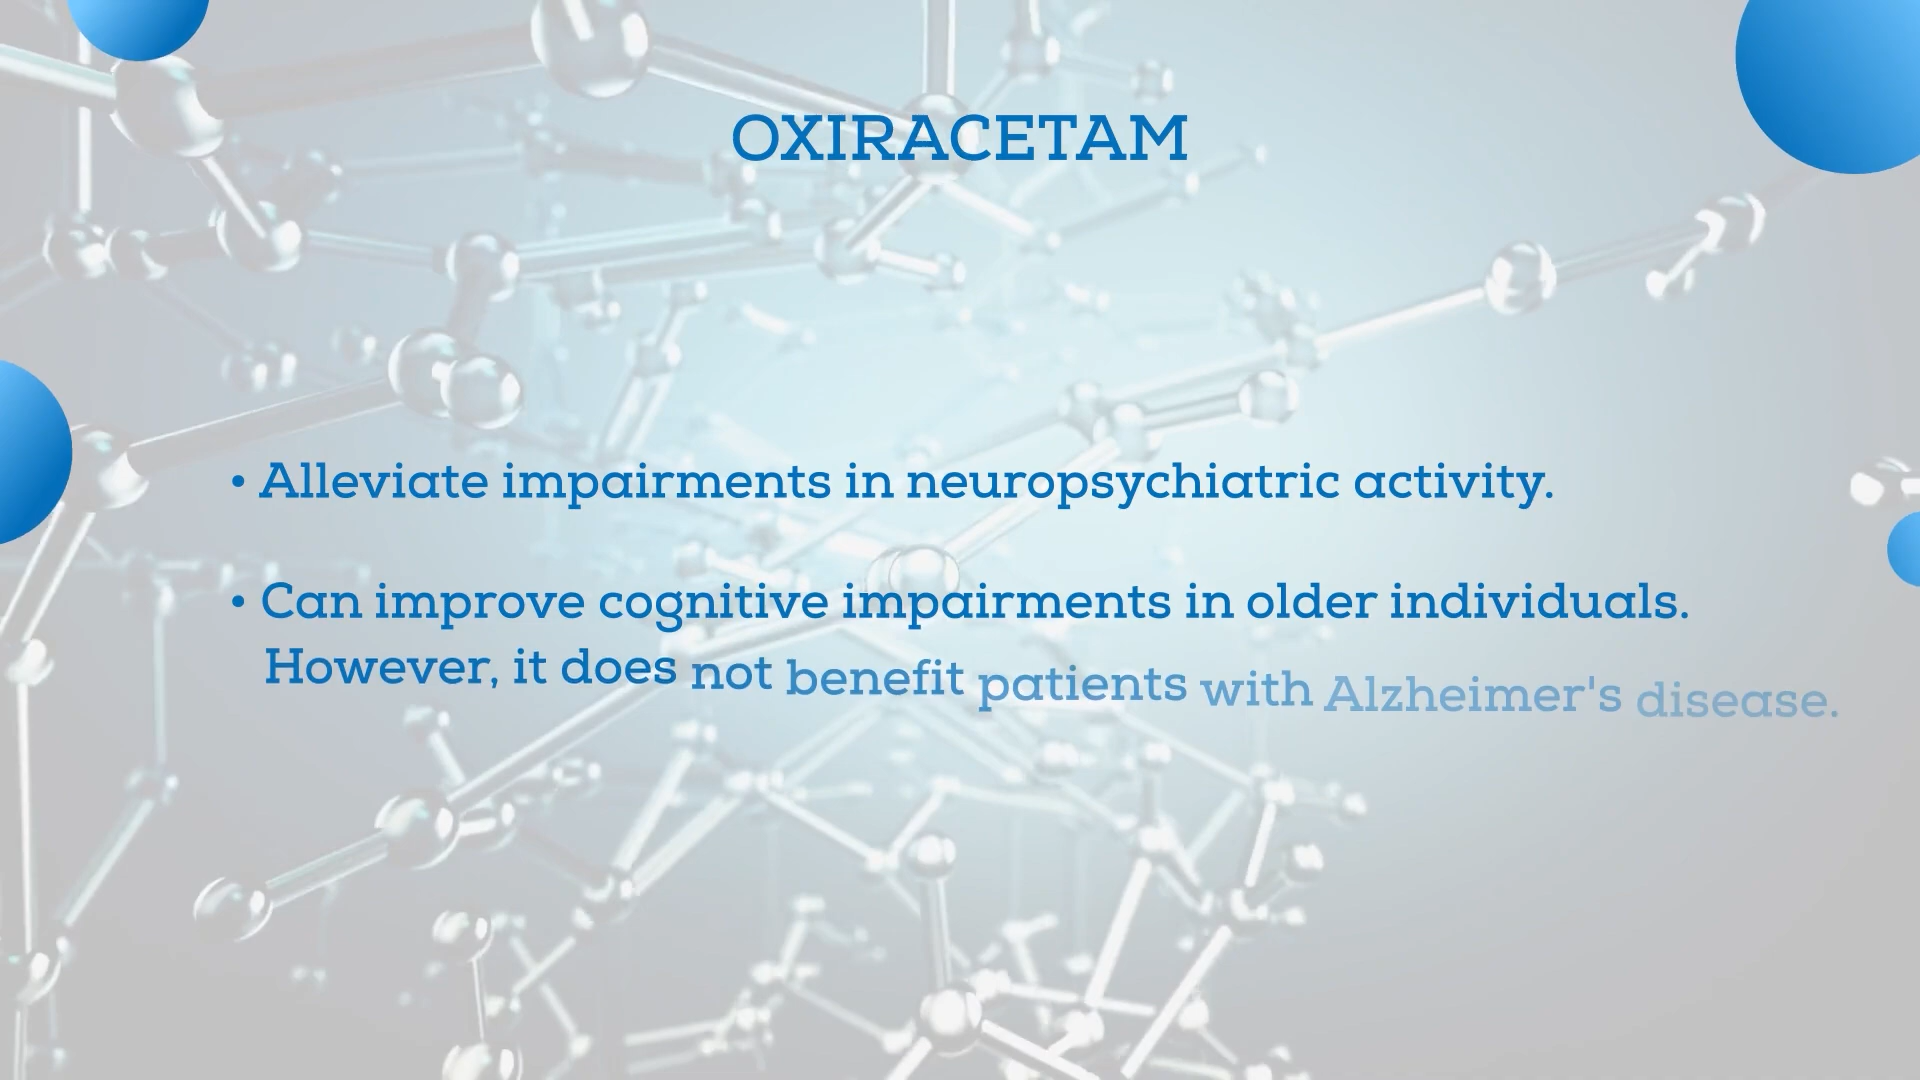 OXIRACETAM
• Alleviate impairments in neuropsychiatric activity.
• Can improve cognitive impairments in older individuals.
However, it does not benefit patients with Alzheimer's disease.